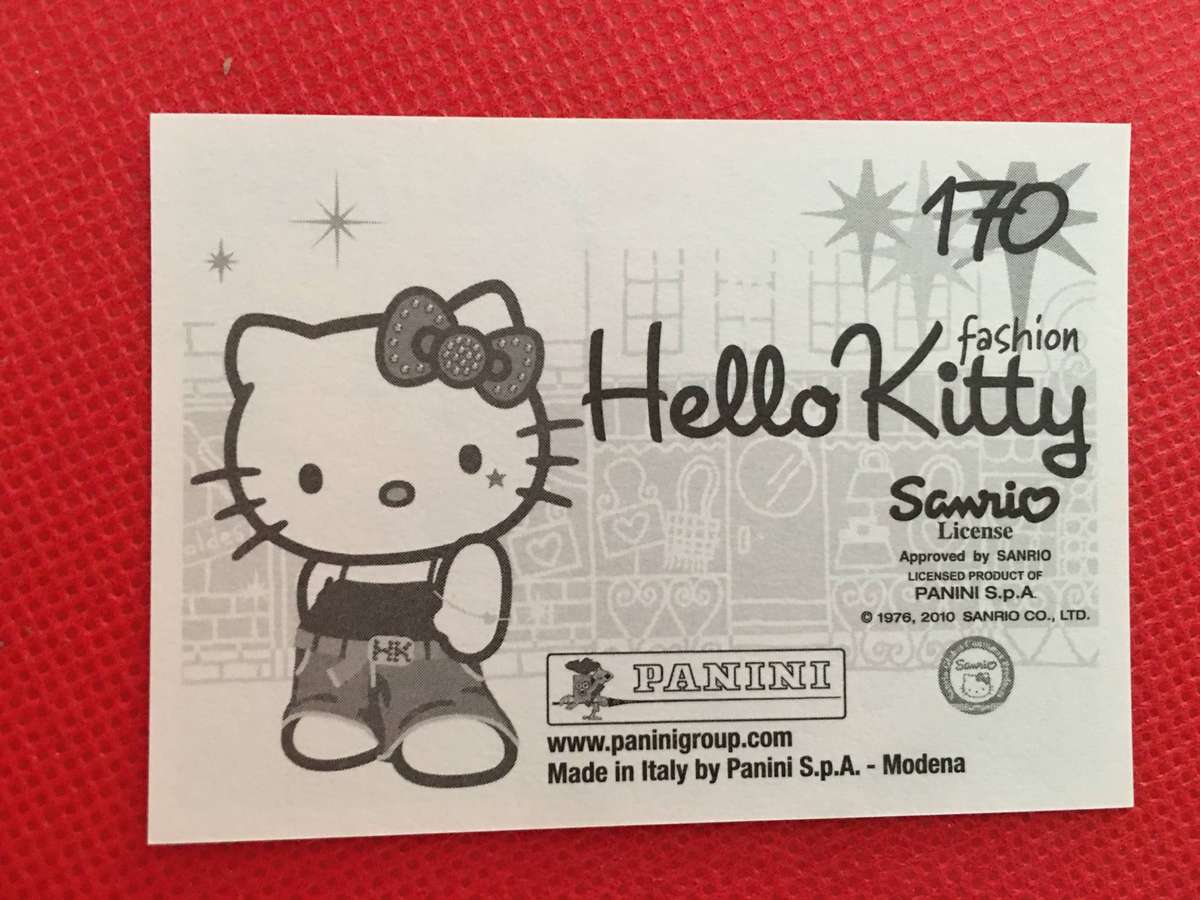 170
fashion
Hello Kitty
Sanrio
License
Approved by SANRIO
LICENSED PRODUCT OF
PANINI S.p.A.
© 1976, 2010 SANRIO CO., LTD.
HK
PANINI
Sanrio
www.paninigroup.com
Made in Italy by Panini S.p.A. - Modena